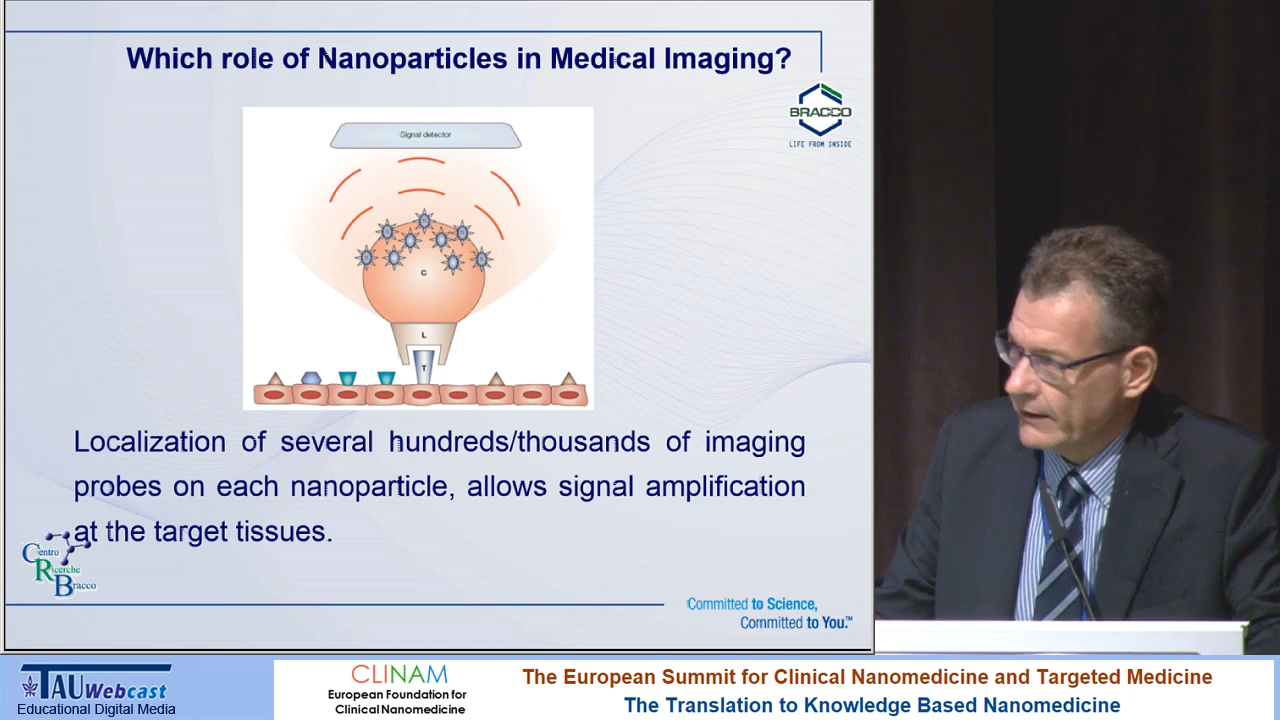 Which role of Nanoparticles in Medical Imaging?
BRACCO
LIFE FROM INSIDE
Signal detector
C
L
T
Localization of several hundreds/thousands of imaging
probes on each nanoparticle, allows signal amplification
at the target tissues.
Centro
Ricerche
Bracco
Committed to Science,
Committed to You.™
TAU Webcast
Educational Digital Media
CLINAM
European Foundation for
Clinical Nanomedicine
The European Summit for Clinical Nanomedicine and Targeted Medicine
The Translation to Knowledge Based Nanomedicine